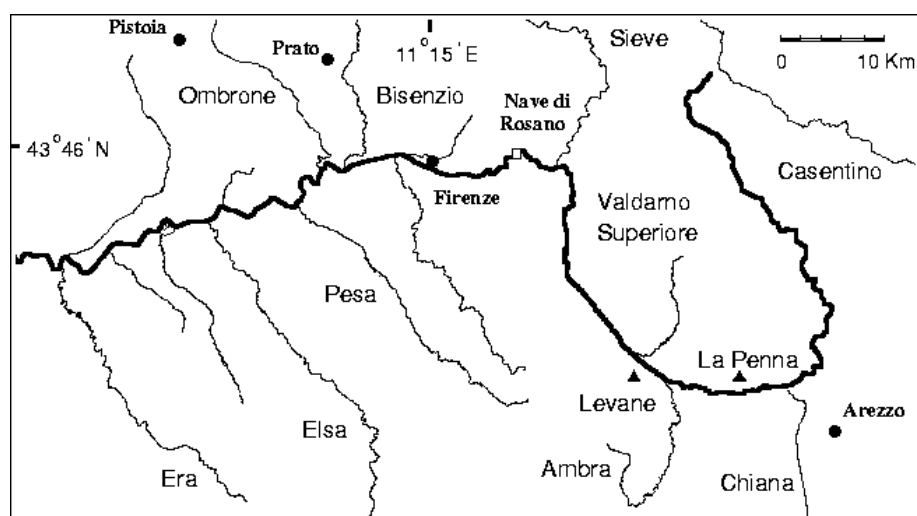 Pistoia
Prato
11°15'E
Sieve
0 10 Km
Ombrone
Bisenzio
Nave di
Rosano
43°46'N
Casentino
Firenze
Valdarno
Superiore
Pesa
La Penna
Levane
Arezzo
Elsa
Era
Ambra
Chiana